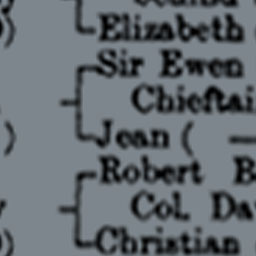 Elizabeth
Sir Ewen
Chieftai
) Jean ( —
Robert B
Col. Da
) Christian